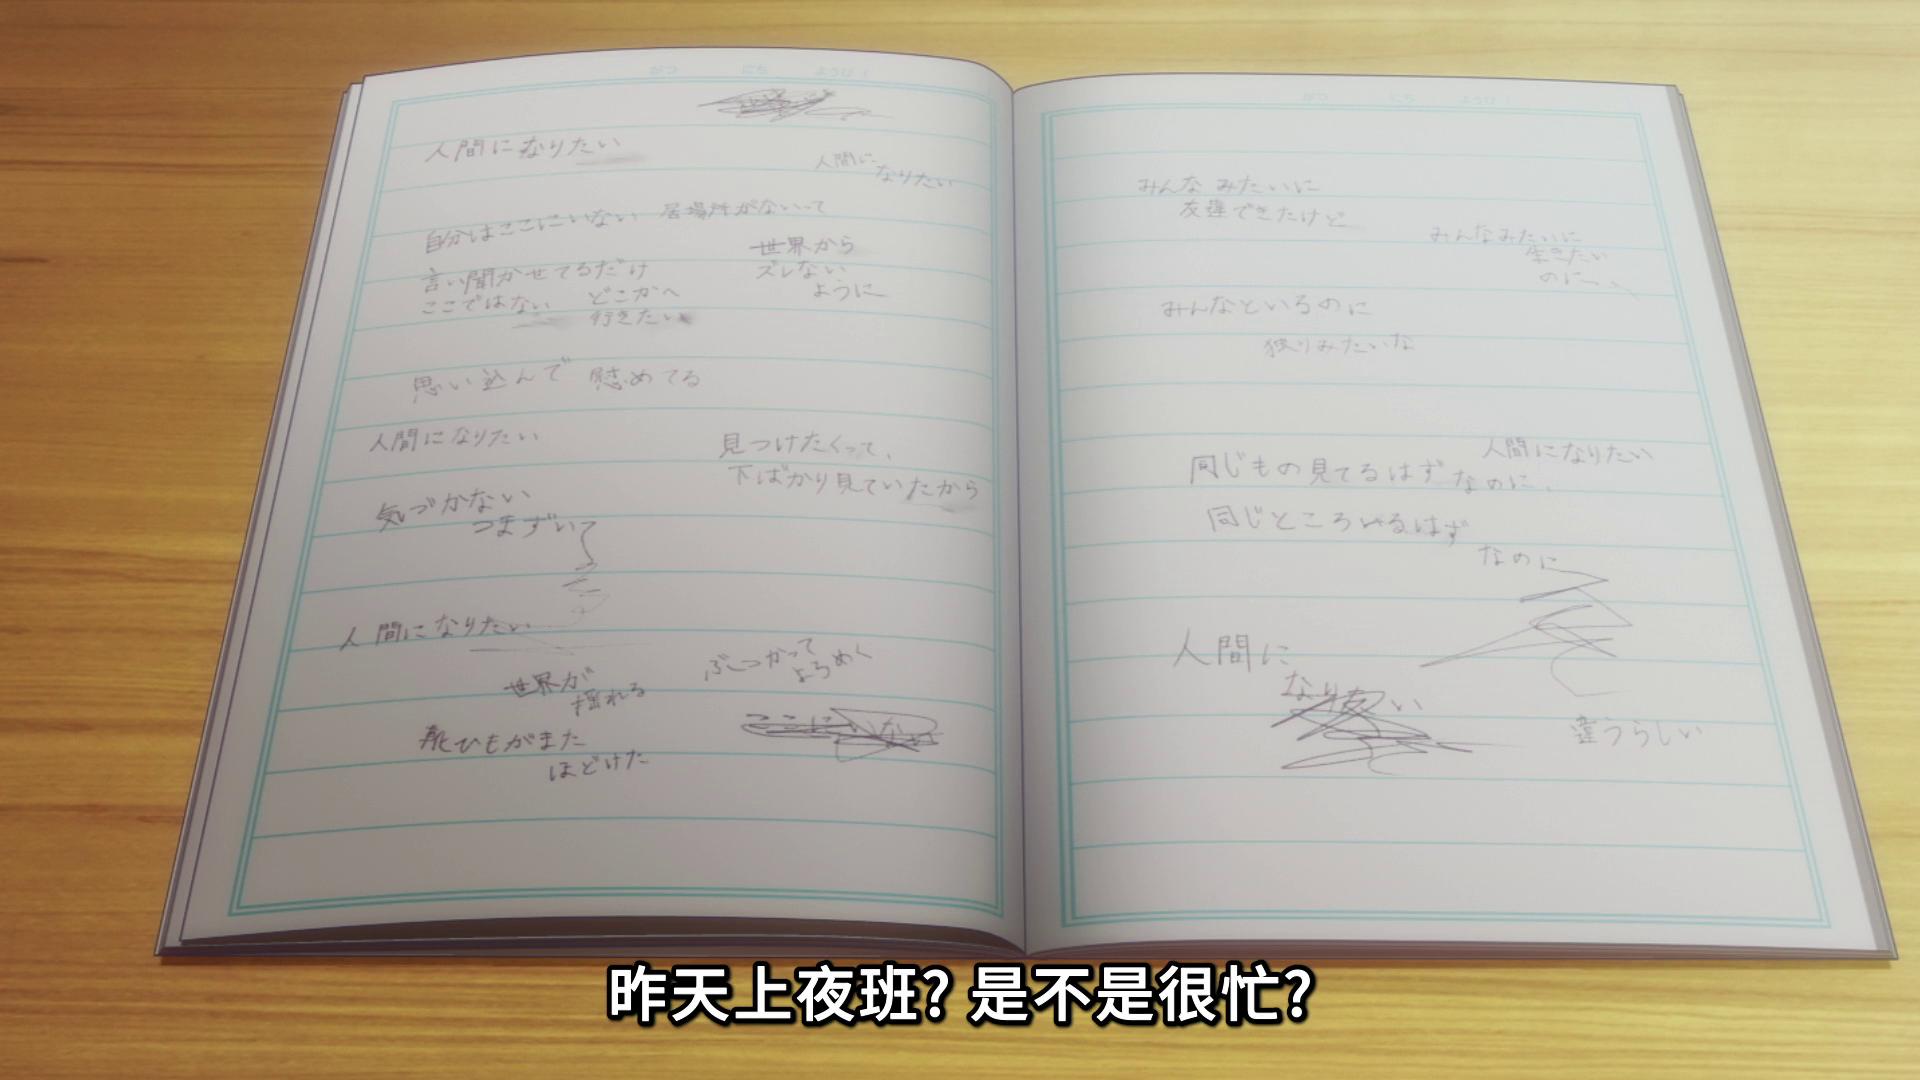 がつ にち ようび
人間になりたい
人間に
なりたい
自分はここにいない 居場所がないって
言い聞かせてるだけ
世界から
ズレない
ように
ここではない どこかへ
行きたい
思い込んで 慰めてる
人間になりたい
見つけたくって、
下ばかり見ていたから
気づかない
つまずいて
人間になりたい
世界が
揺れる
ぶつかって
よろめく
ここにいな
靴ひもがまた
ほどけた
がつ にち ようび
みんな みたいに
友達できたけど
みんなみたいに
生きたい
のに、
みんなといるのに
独りみたいな
人間になりたい
同じもの見てるはずなのに、
同じところいるはず
なのに
人間に
なりたい
違うらしい
昨天上夜班? 是不是很忙?